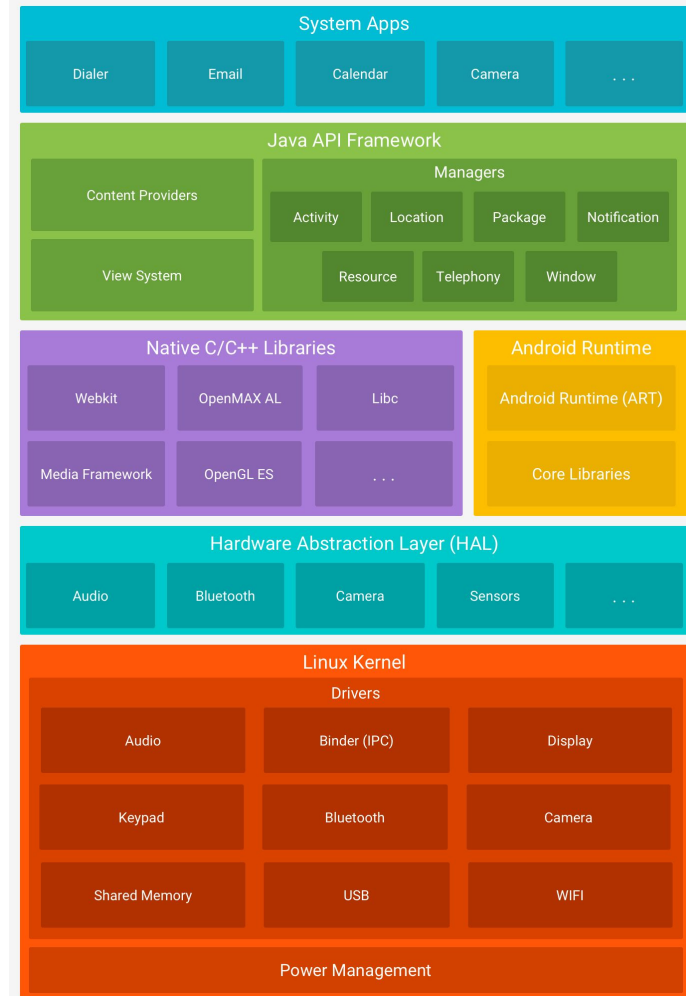 System Apps
Dialer
Email
Calendar
Camera
. . .
Java API Framework
Content Providers
View System
Managers
Activity
Location
Package
Notification
Resource
Telephony
Window
Native C/C++ Libraries
Webkit
OpenMAX AL
Libc
Media Framework
OpenGL ES
. . .
Android Runtime
Android Runtime (ART)
Core Libraries
Hardware Abstraction Layer (HAL)
Audio
Bluetooth
Camera
Sensors
. . .
Linux Kernel
Drivers
Audio
Binder (IPC)
Display
Keypad
Bluetooth
Camera
Shared Memory
USB
WIFI
Power Management